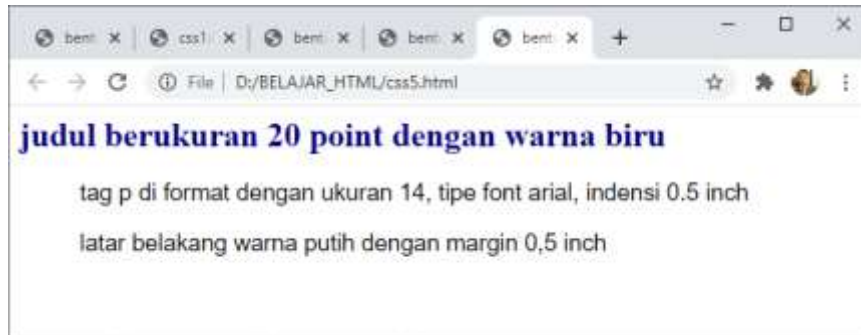 bent
css1
bent
bent
bent
File | D:/BELAJAR_HTML/css5.html
judul berukuran 20 point dengan warna biru
tag p di format dengan ukuran 14, tipe font arial, indensi 0.5 inch
latar belakang warna putih dengan margin 0,5 inch